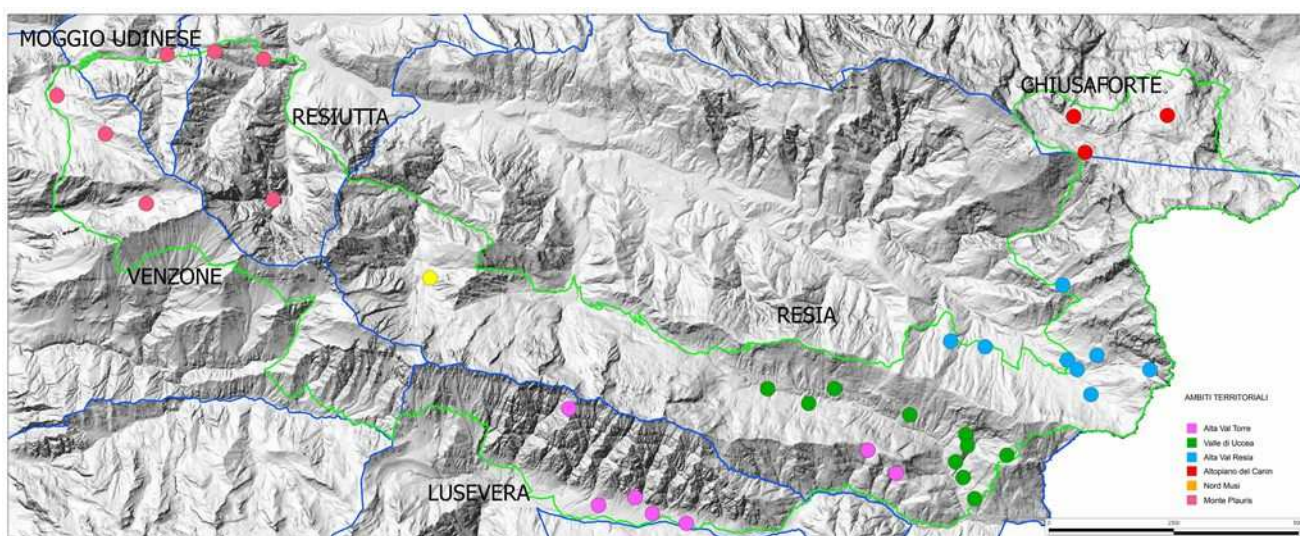 MOGGIO UDINESE
CHIUSAFORTE
RESIUTTA
VENZONE
RESIA
LUSEVERA
AMBITI TERRITORIALI
Alta Val Torre
Valle di Uccea
Alta Val Resia
Altopiano del Canin
Nord Musi
Monte Plauris
0